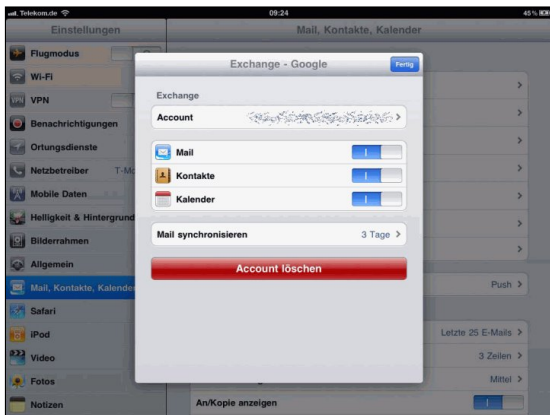 Telekom.de 09:24 45%
Einstellungen
Mail, Kontakte, Kalender
Flugmodus
Wi-Fi
VPN
Benachrichtigungen
Ortungsdienste
Netzbetreiber T-Mo
Mobile Daten
Helligkeit & Hintergrund
Bilderrahmen
Allgemein
Mail, Kontakte, Kalender
Safari
iPod
Video
Fotos
Notizen
Exchange - Google
Fertig
Exchange
Account
Mail
Kontakte
Kalender
Mail synchronisieren 3 Tage
Account löschen
Push
Letzte 25 E-Mails
3 Zeilen
Mittel
An/Kopie anzeigen